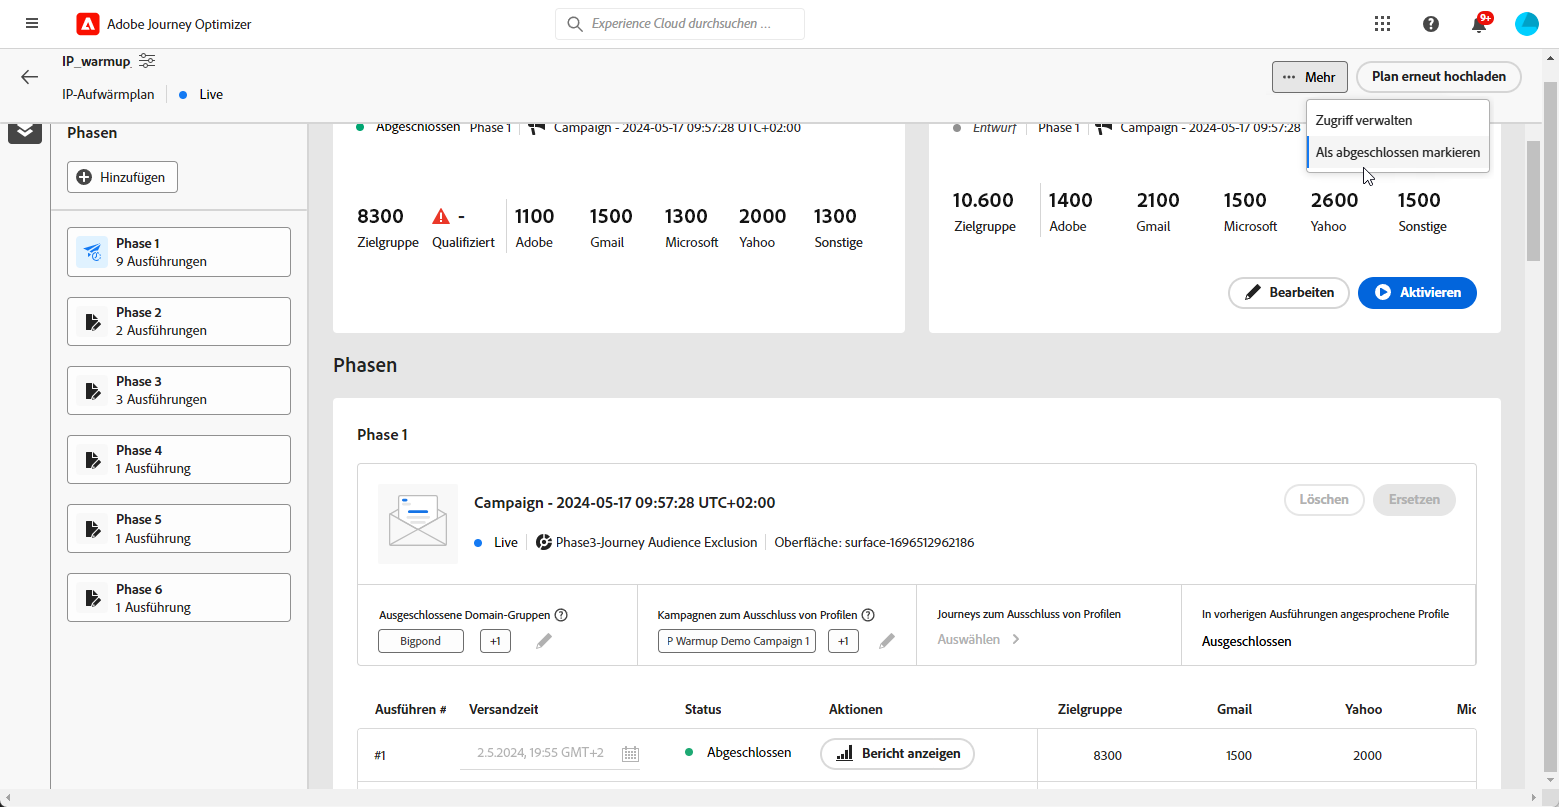 Adobe Journey Optimizer
Experience Cloud durchsuchen ...
9+
IP_warmup
IP-Aufwärmplan
Live
Mehr
Plan erneut hochladen
Zugriff verwalten
Als abgeschlossen markieren
Phasen
Hinzufügen
Phase 1
9 Ausführungen
Phase 2
2 Ausführungen
Phase 3
3 Ausführungen
Phase 4
1 Ausführung
Phase 5
1 Ausführung
Phase 6
1 Ausführung
Abgeschlossen Phase 1 Campaign - 2024-05-17 09:57:28 UTC+02:00
8300 - 1100 1500 1300 2000 1300
Zielgruppe Qualifiziert Adobe Gmail Microsoft Yahoo Sonstige
Entwurf Phase 1 Campaign - 2024-05-17 09:57:28
10.600 1400 2100 1500 2600 1500
Zielgruppe Adobe Gmail Microsoft Yahoo Sonstige
Bearbeiten
Aktivieren
Phasen
Phase 1
Campaign - 2024-05-17 09:57:28 UTC+02:00
Löschen
Ersetzen
Live Phase3-Journey Audience Exclusion Oberfläche: surface-1696512962186
Ausgeschlossene Domain-Gruppen
Bigpond +1
Kampagnen zum Ausschluss von Profilen
P Warmup Demo Campaign 1 +1
Journeys zum Ausschluss von Profilen
Auswählen
In vorherigen Ausführungen angesprochene Profile
Ausgeschlossen
Ausführen # Versandzeit Status Aktionen Zielgruppe Gmail Yahoo Mic
#1 2.5.2024, 19:55 GMT+2 Abgeschlossen Bericht anzeigen 8300 1500 2000